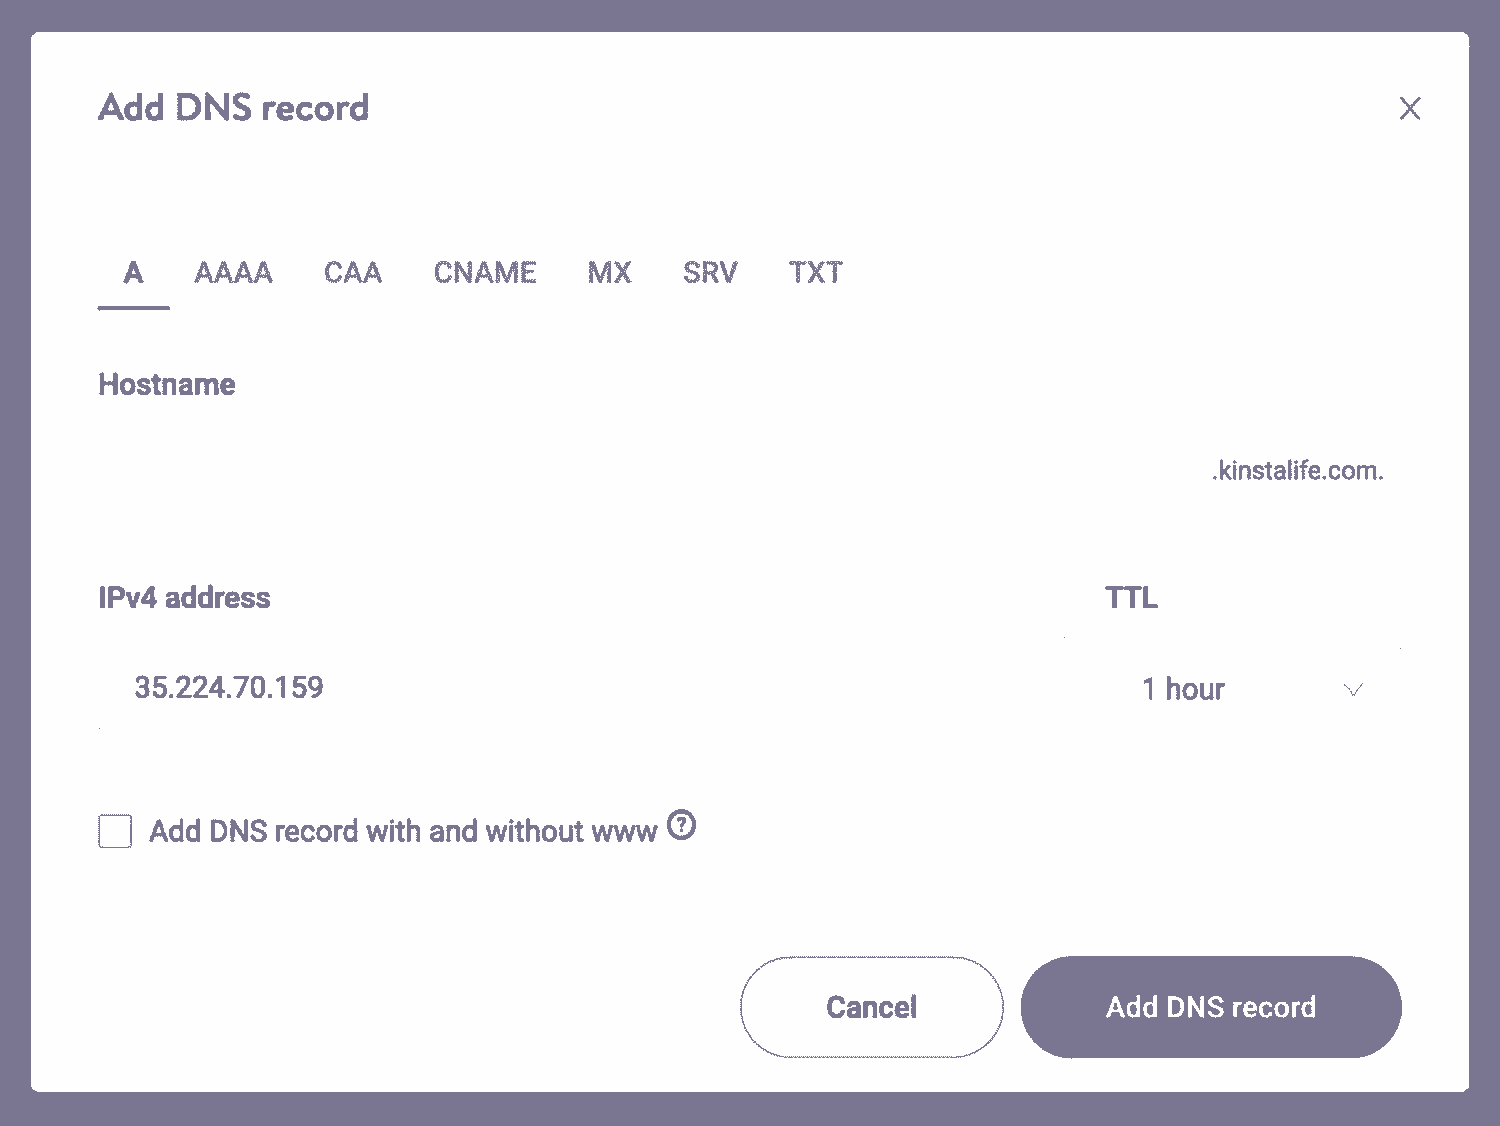 Add DNS record
A AAAA CAA CNAME MX SRV TXT
Hostname
.kinstalife.com.
IPv4 address TTL
35.224.70.159 1 hour
Add DNS record with and without www ?
Cancel Add DNS record